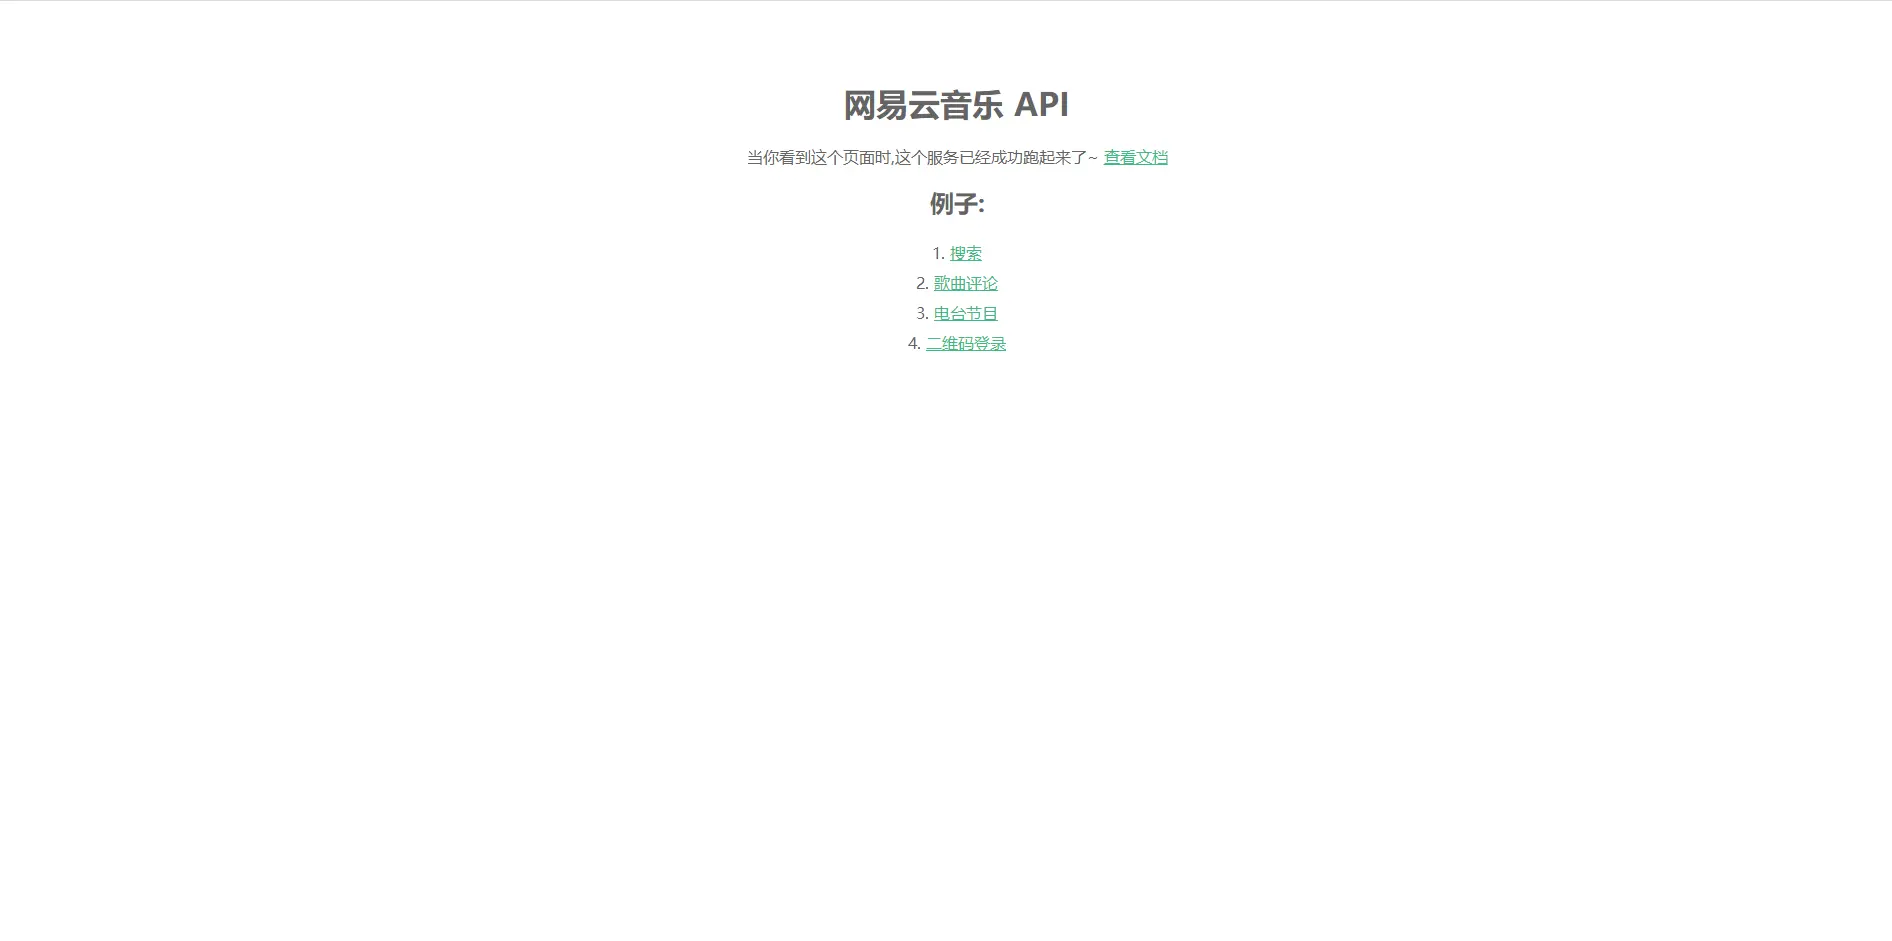 网易云音乐 API
当你看到这个页面时,这个服务已经成功跑起来了~ 查看文档
例子:
1. 搜索
2. 歌曲评论
3. 电台节目
4. 二维码登录